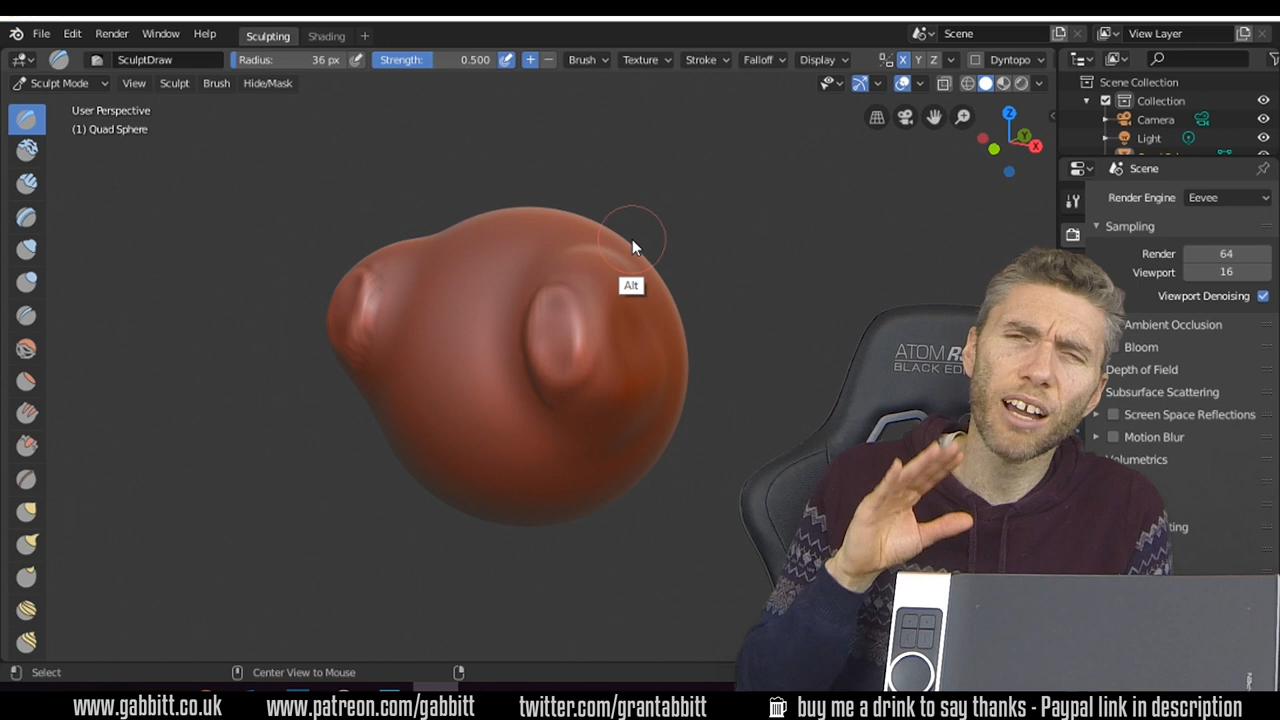 File Edit Render Window Help Sculpting Shading + Scene View Layer
SculptDraw Radius: 36 px Strength: 0.500 + − Brush Texture Stroke Falloff Display X Y Z Dyntopo
Sculpt Mode View Sculpt Brush Hide/Mask
User Perspective
(1) Quad Sphere
Z
Y
X
Alt
Scene Collection
Collection
Camera
Light
Scene
Render Engine Eevee
Sampling
Render 64
Viewport 16
Viewport Denoising
Ambient Occlusion
Bloom
Depth of Field
Subsurface Scattering
Screen Space Reflections
Motion Blur
Volumetrics
ATOM
BLACK
Select Center View to Mouse
www.gabbitt.co.uk www.patreon.com/gabbitt twitter.com/grantabbitt buy me a drink to say thanks - Paypal link in description